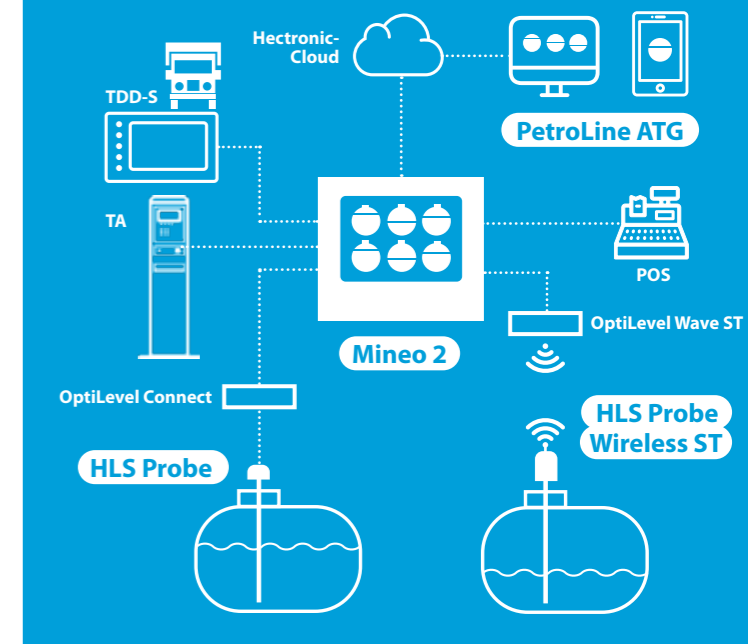 Hectronic-
Cloud
TDD-S
PetroLine ATG
TA
POS
OptiLevel Wave ST
Mineo 2
OptiLevel Connect
HLS Probe
Wireless ST
HLS Probe